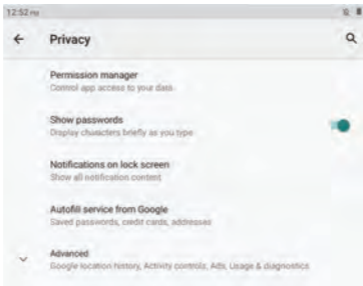 12:52 PM
Privacy
Permission manager
Control app access to your data
Show passwords
Display characters briefly as you type
Notifications on lock screen
Show all notification content
Autofill service from Google
Saved passwords, credit cards, addresses
Advanced
Google location history, Activity controls, Ads, Usage & diagnostics